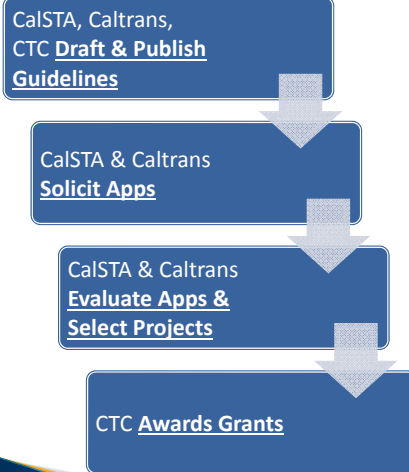 CalSTA, Caltrans,
CTC Draft & Publish
Guidelines
CalSTA & Caltrans
Solicit Apps
CalSTA & Caltrans
Evaluate Apps &
Select Projects
CTC Awards Grants